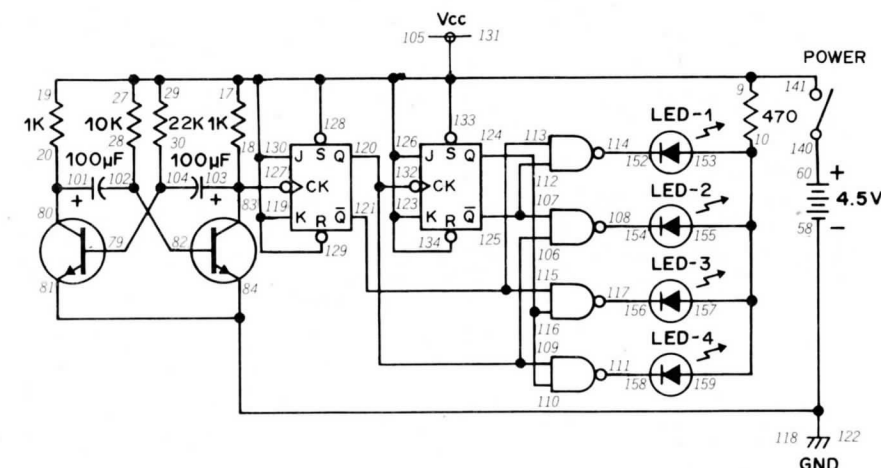 Vcc
105 131
POWER
19 27 29 17 133 9 141
1K 10K 22K 1K 470
20 28 30 18 10 140
128 126 124 113 114 LED-1 152 153
130 J S Q 120 J S Q
100µF 100µF
101 102 104 103
+ +
127 CK 132 CK 112
83 119 K R Q̅ 121 123 K R Q̅ 107 108 LED-2 154 155
60 + 4.5V
58 −
80 79 82 129 134 125 106
81 84
115 117 LED-3 156 157
116
109 111 LED-4 158 159
110
118 122
GND